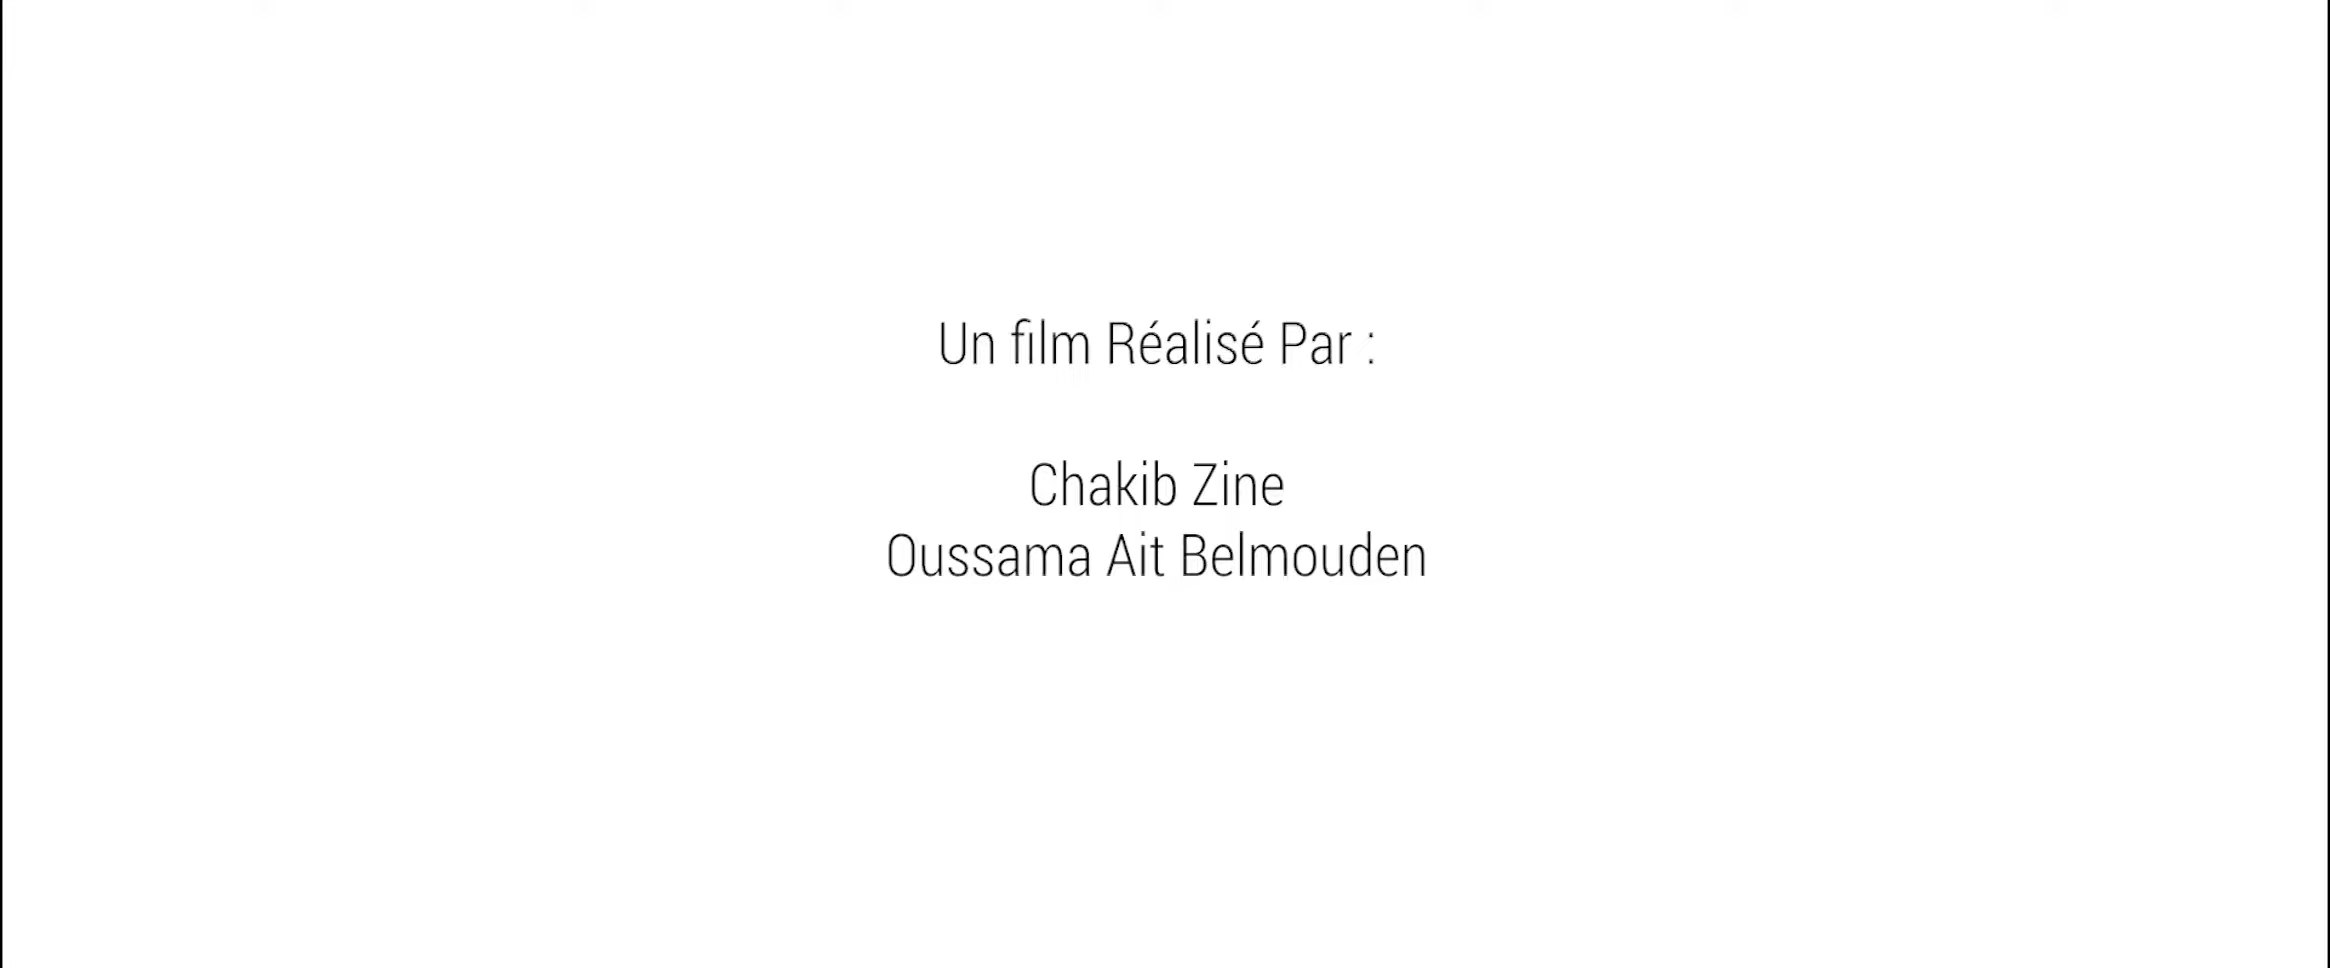 Un film Réalisé Par :
Chakib Zine
Oussama Ait Belmouden